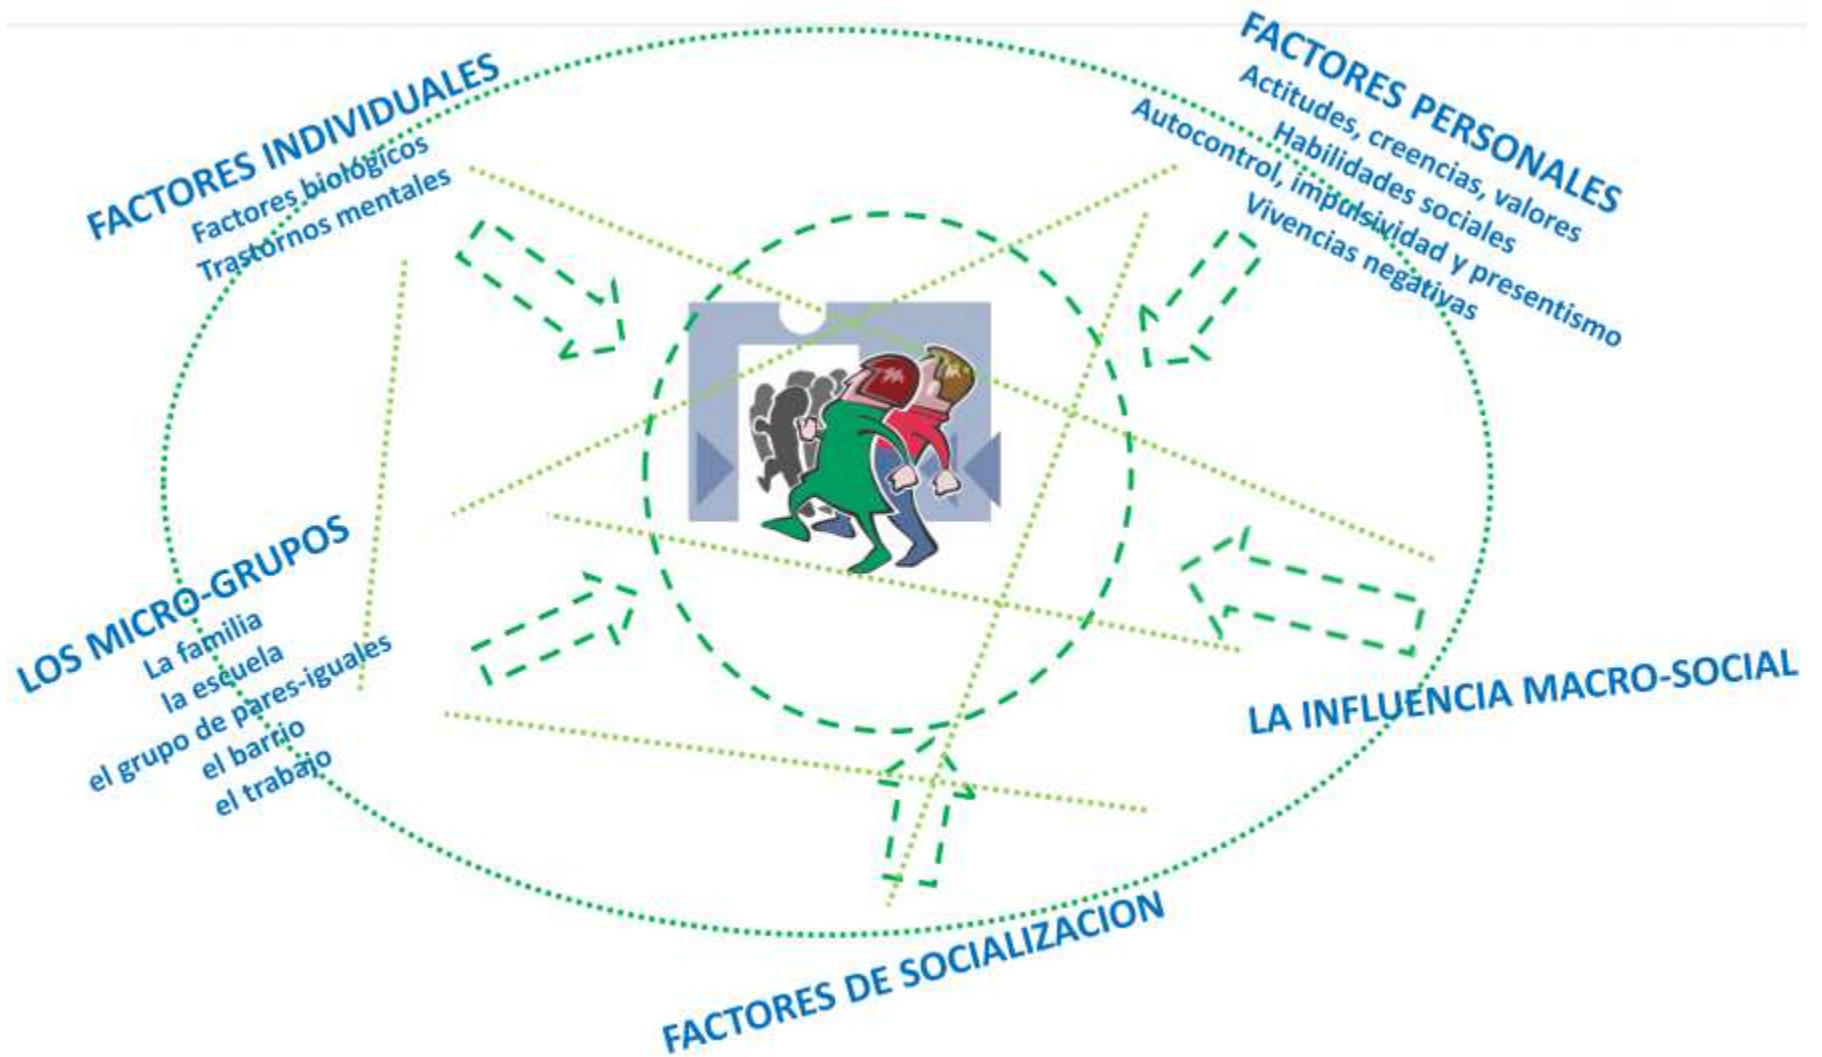 FACTORES INDIVIDUALES
Factores biológicos
Trastornos mentales
FACTORES PERSONALES
Actitudes, creencias, valores
Habilidades sociales
Autocontrol, impulsividad y presentismo
Vivencias negativas
LOS MICRO-GRUPOS
La familia
la escuela
el grupo de pares-iguales
el barrio
el trabajo
LA INFLUENCIA MACRO-SOCIAL
FACTORES DE SOCIALIZACION